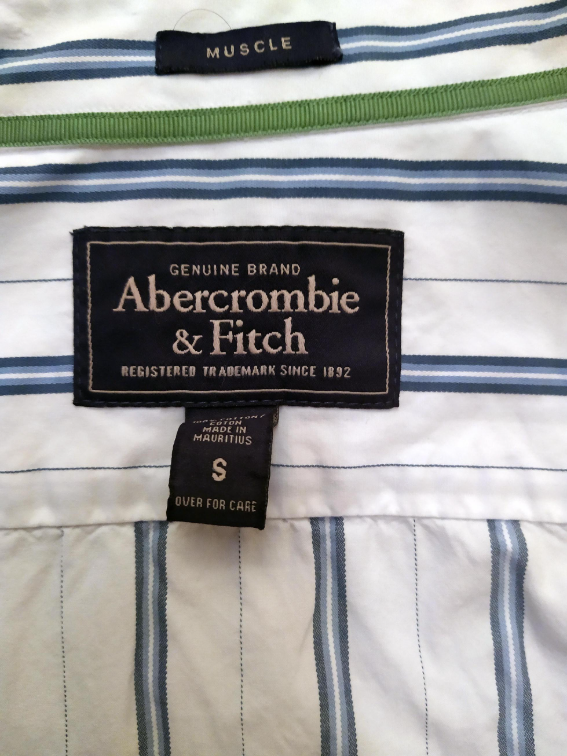 MUSCLE
GENUINE BRAND
Abercrombie
& Fitch
REGISTERED TRADEMARK SINCE 1892
MADE IN
MAURITIUS
S
OVER FOR CARE